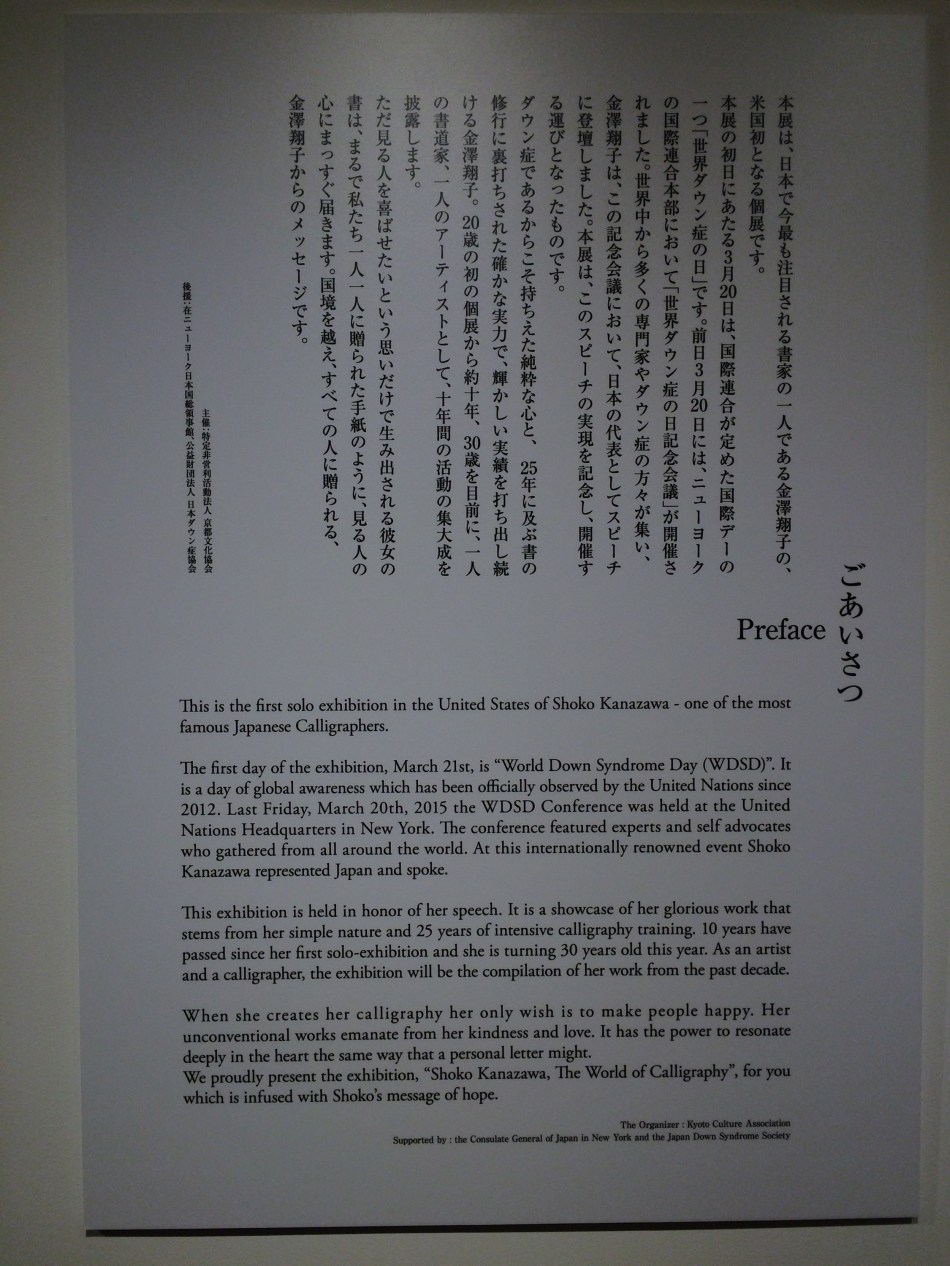 ごあいさつ
Preface
本展は、日本で今最も注目される書家の一人である金澤翔子の、
米国初となる個展です。
本展の初日にあたる3月20日は、国際連合が定めた国際デーの
一つ「世界ダウン症の日」です。前日3月20日には、ニューヨーク
の国際連合本部において「世界ダウン症の日記念会議」が開催さ
れました。世界中から多くの専門家やダウン症の方々が集い、
金澤翔子は、この記念会議において、日本の代表としてスピーチ
に登壇しました。本展は、このスピーチの実現を記念し、開催す
る運びとなったものです。
ダウン症であるからこそ持ちえた純粋な心と、25年に及ぶ書の
修行に裏打ちされた確かな実力で、輝かしい実績を打ち出し続
ける金澤翔子。20歳の初の個展から約十年、30歳を目前に、一人
の書道家、一人のアーティストとして、十年間の活動の集大成を
披露します。
ただ見る人を喜ばせたいという思いだけで生み出される彼女の
書は、まるで私たち一人一人に贈られた手紙のように、見る人の
心にまっすぐ届きます。国境を越え、すべての人に贈られる、
金澤翔子からのメッセージです。
主催:特定非営利活動法人 京都文化協会
後援:在ニューヨーク日本国総領事館、公益財団法人 日本ダウン症協会
This is the first solo exhibition in the United States of Shoko Kanazawa - one of the most
famous Japanese Calligraphers.
The first day of the exhibition, March 21st, is “World Down Syndrome Day (WDSD)”. It
is a day of global awareness which has been officially observed by the United Nations since
2012. Last Friday, March 20th, 2015 the WDSD Conference was held at the United
Nations Headquarters in New York. The conference featured experts and self advocates
who gathered from all around the world. At this internationally renowned event Shoko
Kanazawa represented Japan and spoke.
This exhibition is held in honor of her speech. It is a showcase of her glorious work that
stems from her simple nature and 25 years of intensive calligraphy training. 10 years have
passed since her first solo-exhibition and she is turning 30 years old this year. As an artist
and a calligrapher, the exhibition will be the compilation of her work from the past decade.
When she creates her calligraphy her only wish is to make people happy. Her
unconventional works emanate from her kindness and love. It has the power to resonate
deeply in the heart the same way that a personal letter might.
We proudly present the exhibition, “Shoko Kanazawa, The World of Calligraphy”, for you
which is infused with Shoko’s message of hope.
The Organizer : Kyoto Culture Association
Supported by : the Consulate General of Japan in New York and the Japan Down Syndrome Society